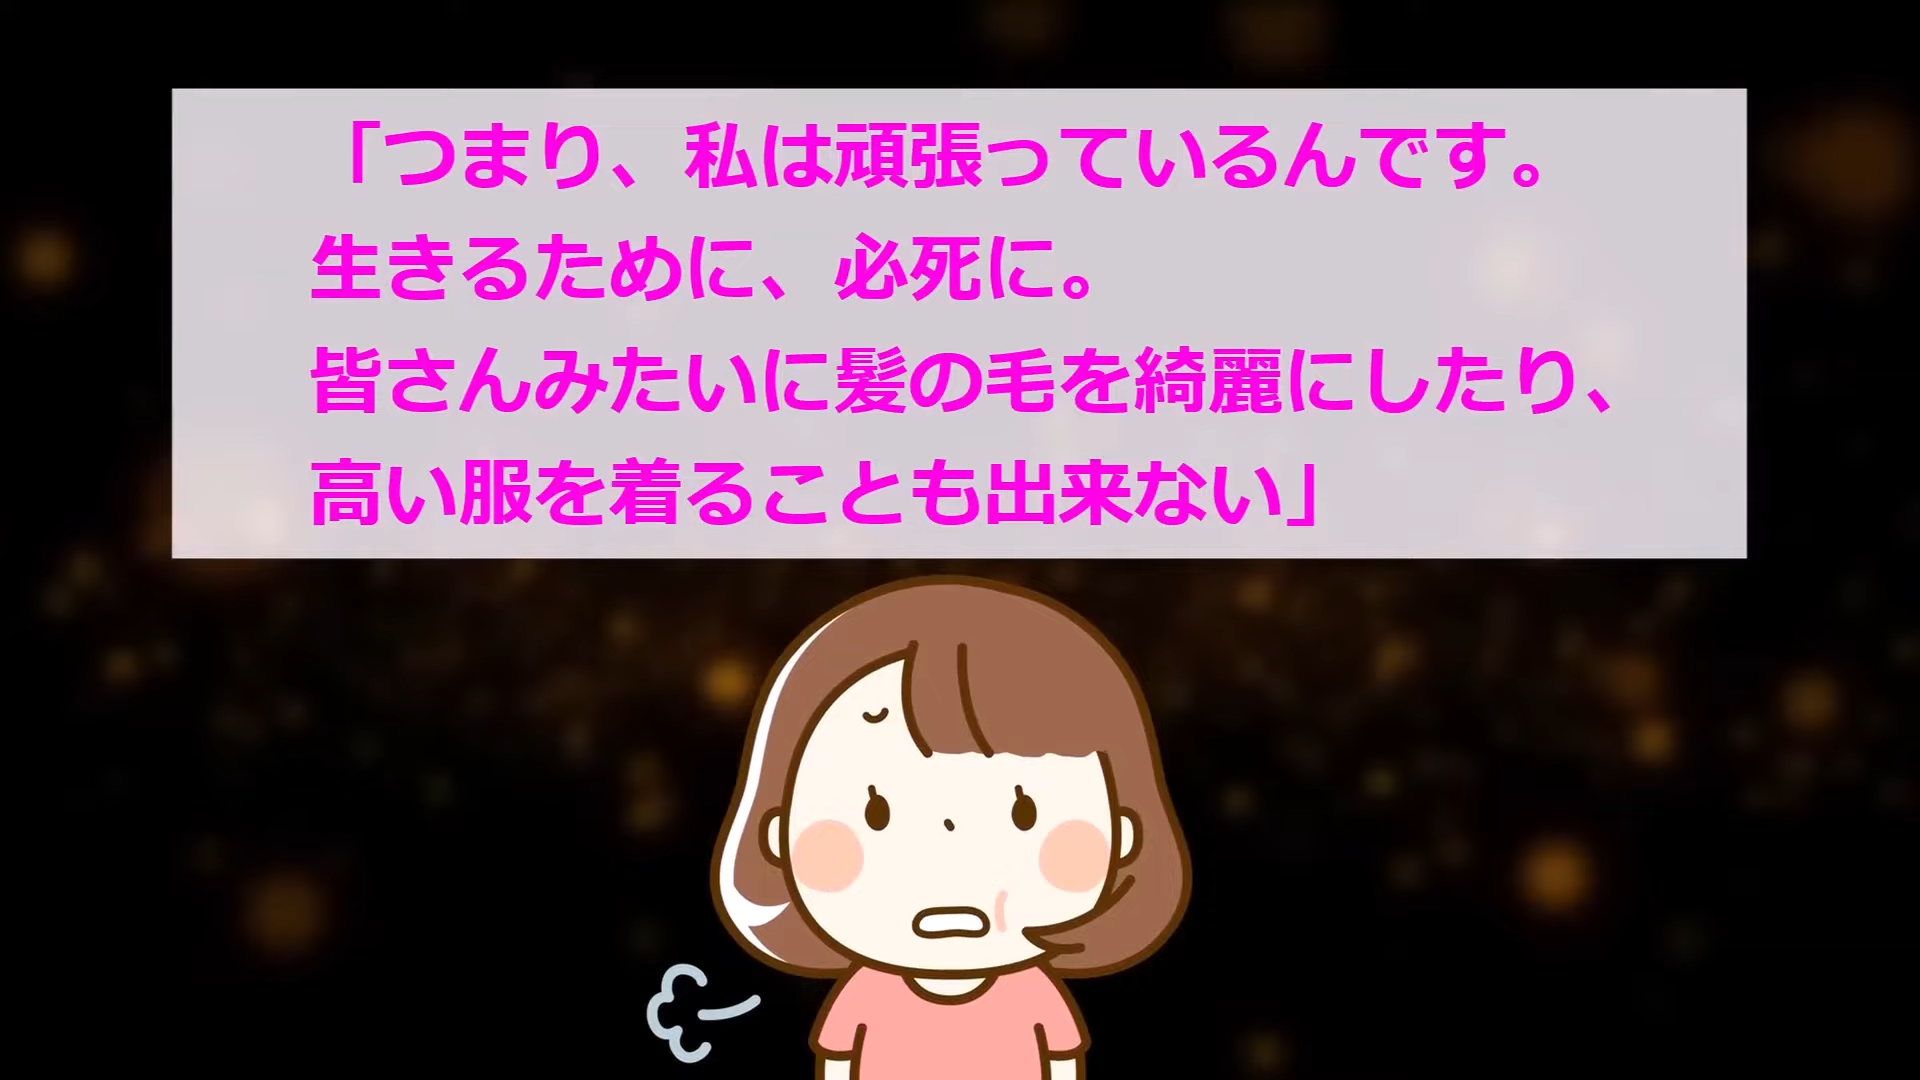 「つまり、私は頑張っているんです。
生きるために、必死に。
皆さんみたいに髪の毛を綺麗にしたり、
高い服を着ることも出来ない」